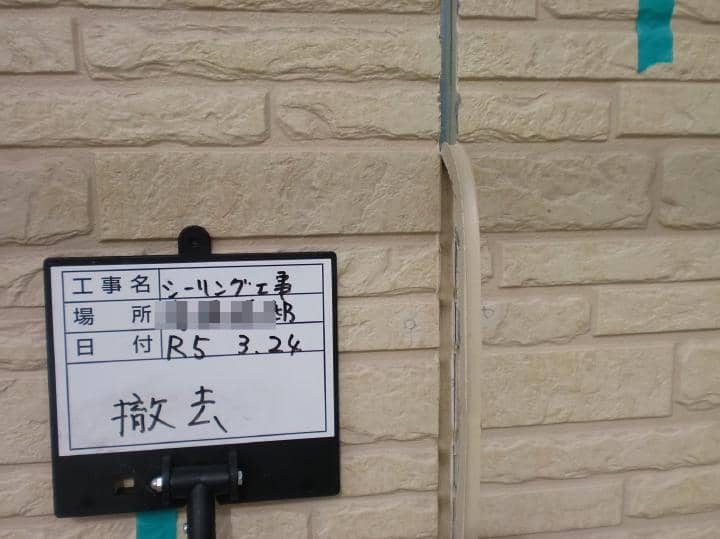 工事名 シーリング工事
場所 邸
日付 R5 3.24
撤去